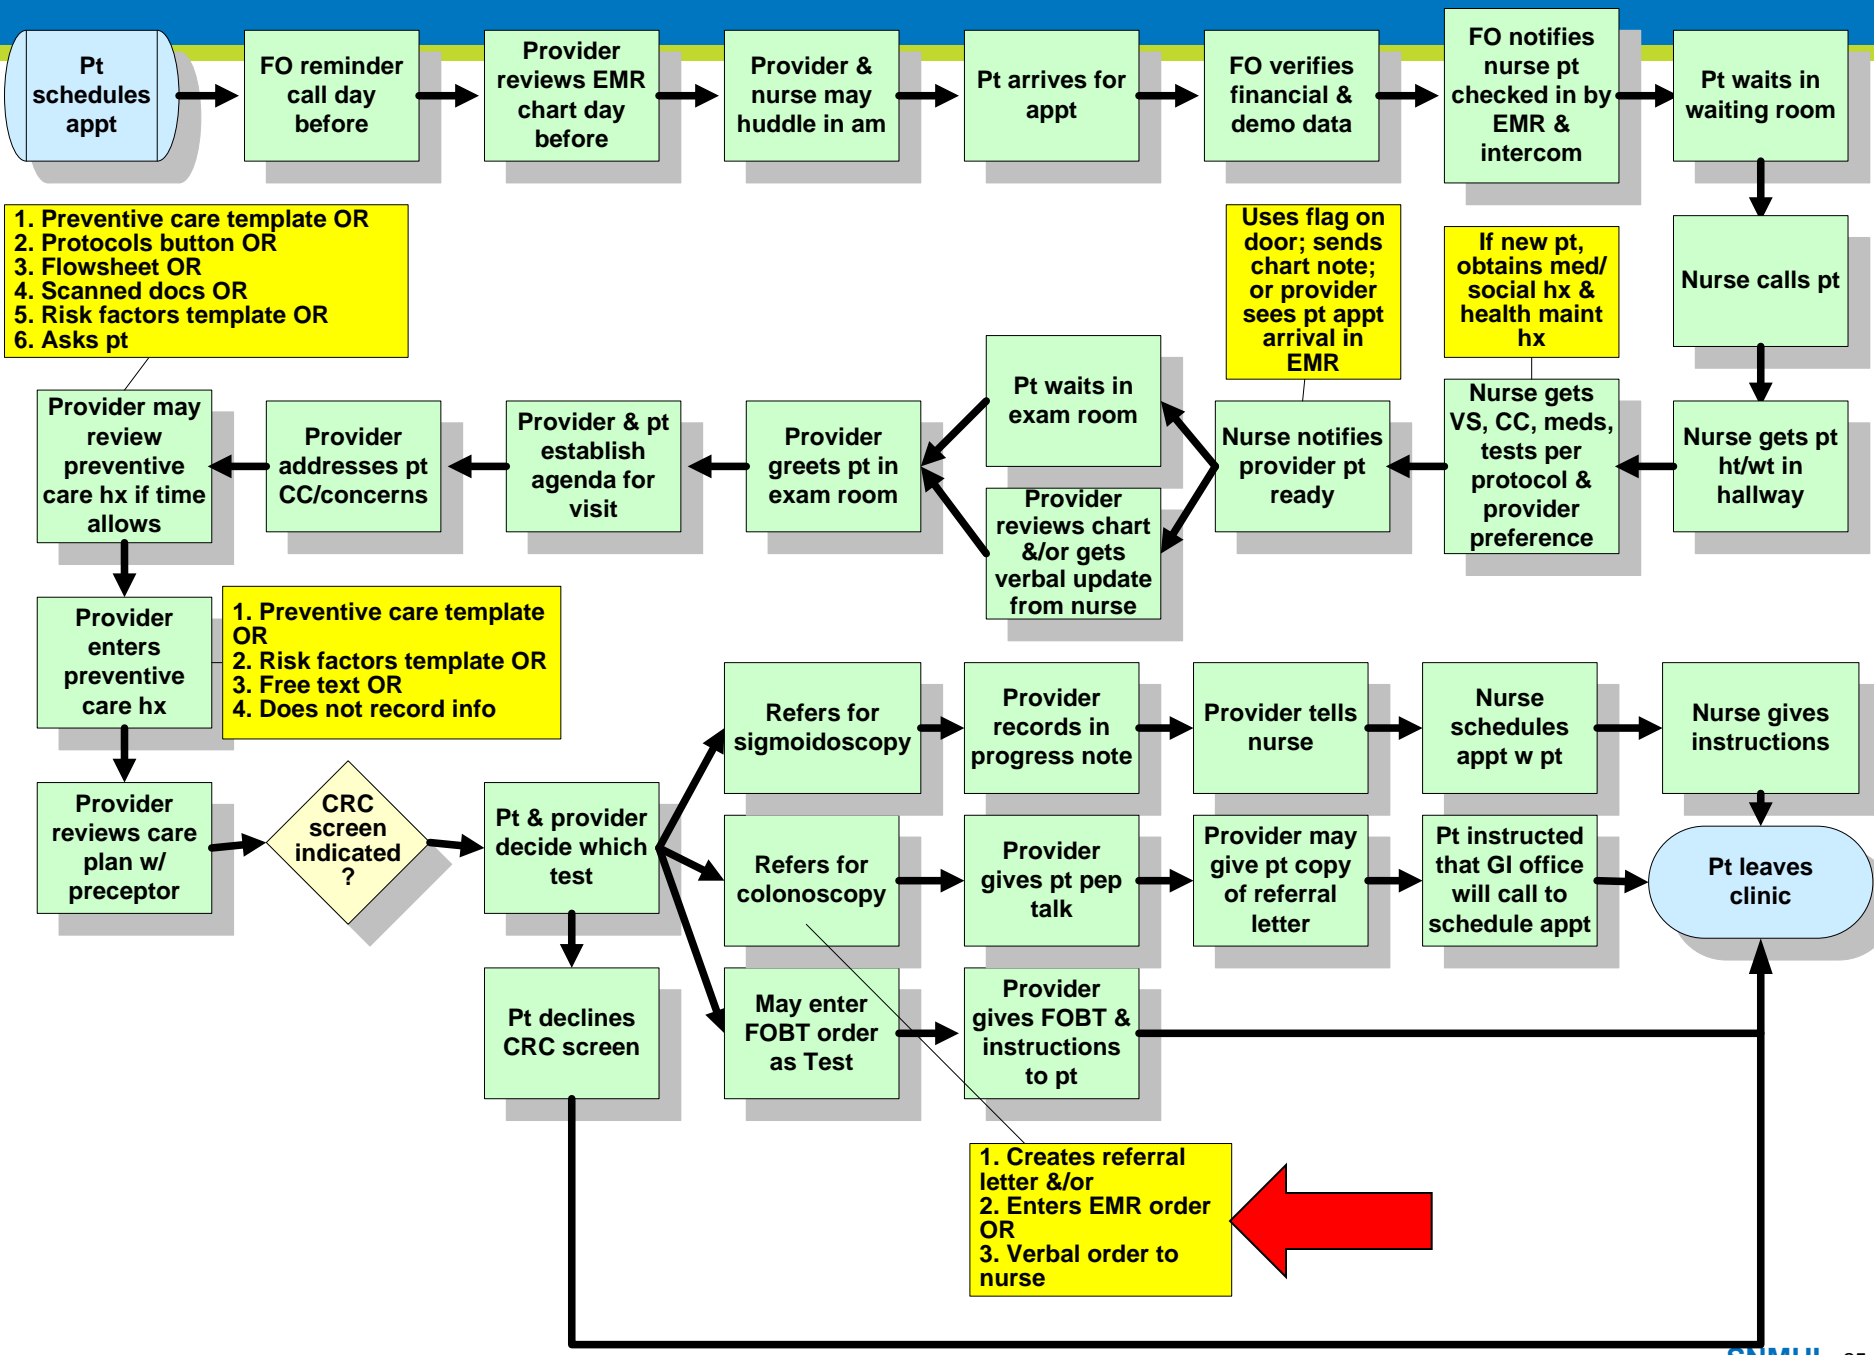 Pt
schedules
appt
FO reminder
call day
before
Provider
reviews EMR
chart day
before
Provider &
nurse may
huddle in am
Pt arrives for
appt
FO verifies
financial &
demo data
FO notifies
nurse pt
checked in by
EMR &
intercom
Pt waits in
waiting room
1. Preventive care template OR
2. Protocols button OR
3. Flowsheet OR
4. Scanned docs OR
5. Risk factors template OR
6. Asks pt
Uses flag on
door; sends
chart note;
or provider
sees pt appt
arrival in
EMR
If new pt,
obtains med/
social hx &
health maint
hx
Nurse calls pt
Provider may
review
preventive
care hx if time
allows
Provider
addresses pt
CC/concerns
Provider & pt
establish
agenda for
visit
Provider
greets pt in
exam room
Pt waits in
exam room
Provider
reviews chart
&/or gets
verbal update
from nurse
Nurse notifies
provider pt
ready
Nurse gets
VS, CC, meds,
tests per
protocol &
provider
preference
Nurse gets pt
ht/wt in
hallway
Provider
enters
preventive
care hx
1. Preventive care template
OR
2. Risk factors template OR
3. Free text OR
4. Does not record info
Refers for
sigmoidoscopy
Provider
records in
progress note
Provider tells
nurse
Nurse
schedules
appt w pt
Nurse gives
instructions
Provider
reviews care
plan w/
preceptor
CRC
screen
indicated
?
Pt & provider
decide which
test
Refers for
colonoscopy
Provider
gives pt pep
talk
Provider may
give pt copy
of referral
letter
Pt instructed
that GI office
will call to
schedule appt
Pt leaves
clinic
Pt declines
CRC screen
May enter
FOBT order
as Test
Provider
gives FOBT &
instructions
to pt
1. Creates referral
letter &/or
2. Enters EMR order
OR
3. Verbal order to
nurse